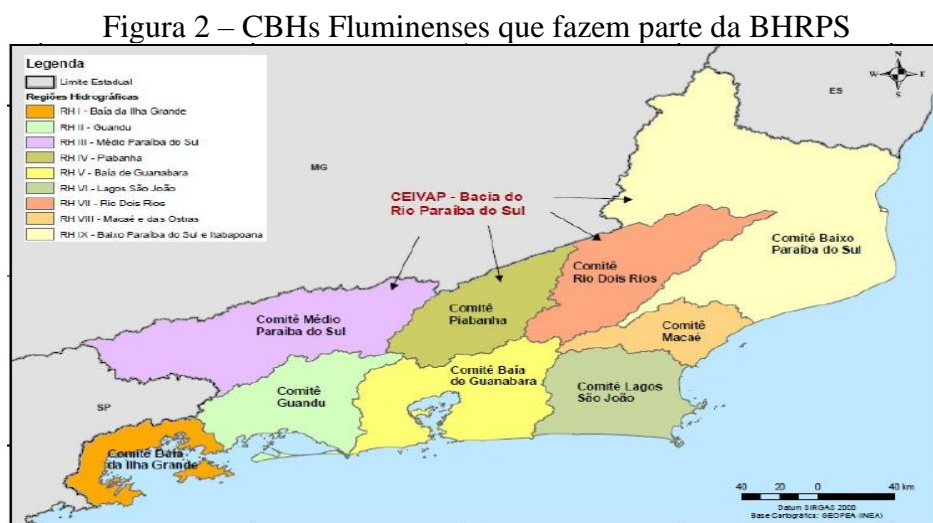 Figura 2 – CBHs Fluminenses que fazem parte da BHRPS
Legenda
Limite Estadual
Regiões Hidrográficas
RH I - Baía da Ilha Grande
RH II - Guandu
RH III - Médio Paraíba do Sul
RH IV - Piabanha
RH V - Baía de Guanabara
RH VI - Lagos São João
RH VII - Rio Dois Rios
RH VIII - Macaé e das Ostras
RH IX - Baixo Paraíba do Sul e Itabapoana
N
W
E
S
ES
MG
CEIVAP - Bacia do
Rio Paraíba do Sul
Comitê Baixo
Paraíba do Sul
Comitê
Rio Dois Rios
Comitê
Piabanha
Comitê Médio
Paraíba do Sul
Comitê
Macaé
Comitê Baía
de Guanabara
Comitê Lagos
São João
Comitê
Guandu
SP
Comitê Baía
da Ilha Grande
40 20 0 40 km
Datum SIRGAS 2000
Base Cartográfica: GEOPEA (INEA)